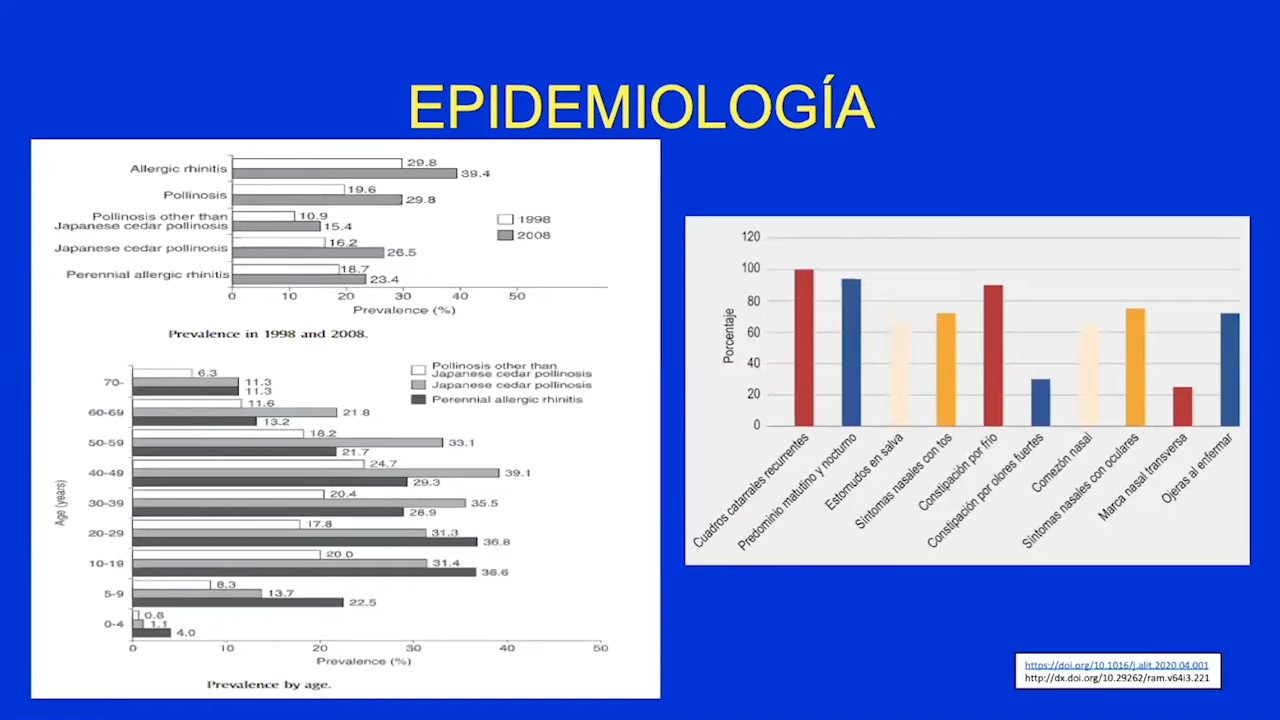 EPIDEMIOLOGÍA
Allergic rhinitis
29.8
39.4
Pollinosis
19.6
29.8
Pollinosis other than
Japanese cedar pollinosis
10.9
15.4
Japanese cedar pollinosis
16.2
26.5
Perennial allergic rhinitis
18.7
23.4
1998
2008
0 10 20 30 40 50
Prevalence (%)
Prevalence in 1998 and 2008.
Pollinosis other than
Japanese cedar pollinosis
Japanese cedar pollinosis
Perennial allergic rhinitis
Age (years)
70-
6.3
11.3
11.3
60-69
11.6
21.8
13.2
50-59
18.2
33.1
21.7
40-49
24.7
39.1
29.3
30-39
20.4
35.5
28.9
20-29
17.8
31.3
36.8
10-19
20.0
31.4
36.6
5-9
8.3
13.7
22.5
0-4
0.6
1.1
4.0
0 10 20 30 40 50
Prevalence (%)
Prevalence by age.
Porcentaje
120
100
80
60
40
20
0
Cuadros catarrales recurrentes
Predominio matutino y nocturno
Estornudos en salva
Síntomas nasales con tos
Constipación por frío
Constipación por olores fuertes
Comezón nasal
Síntomas nasales con oculares
Marca nasal transversa
Ojeras al enfermar
https://doi.org/10.1016/j.alit.2020.04.001
http://dx.doi.org/10.29262/ram.v64i3.221